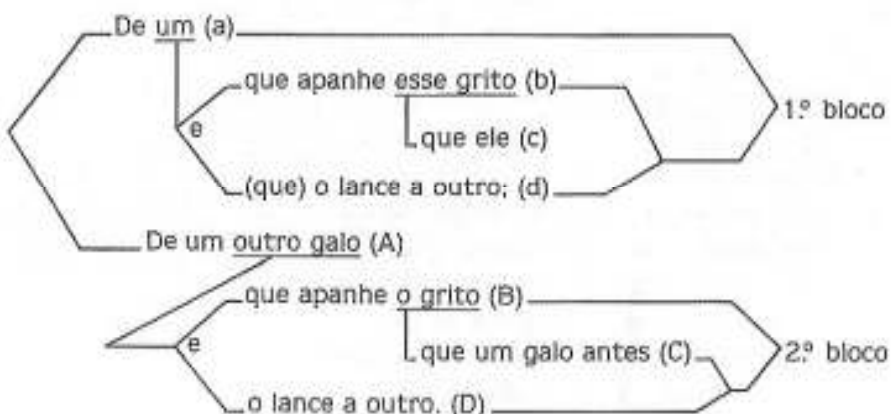 De um (a)
que apanhe esse grito (b)
1.º bloco
e
que ele (c)
(que) o lance a outro; (d)
De um outro galo (A)
que apanhe o grito (B)
e
que um galo antes (C)
2.º bloco
o lance a outro. (D)